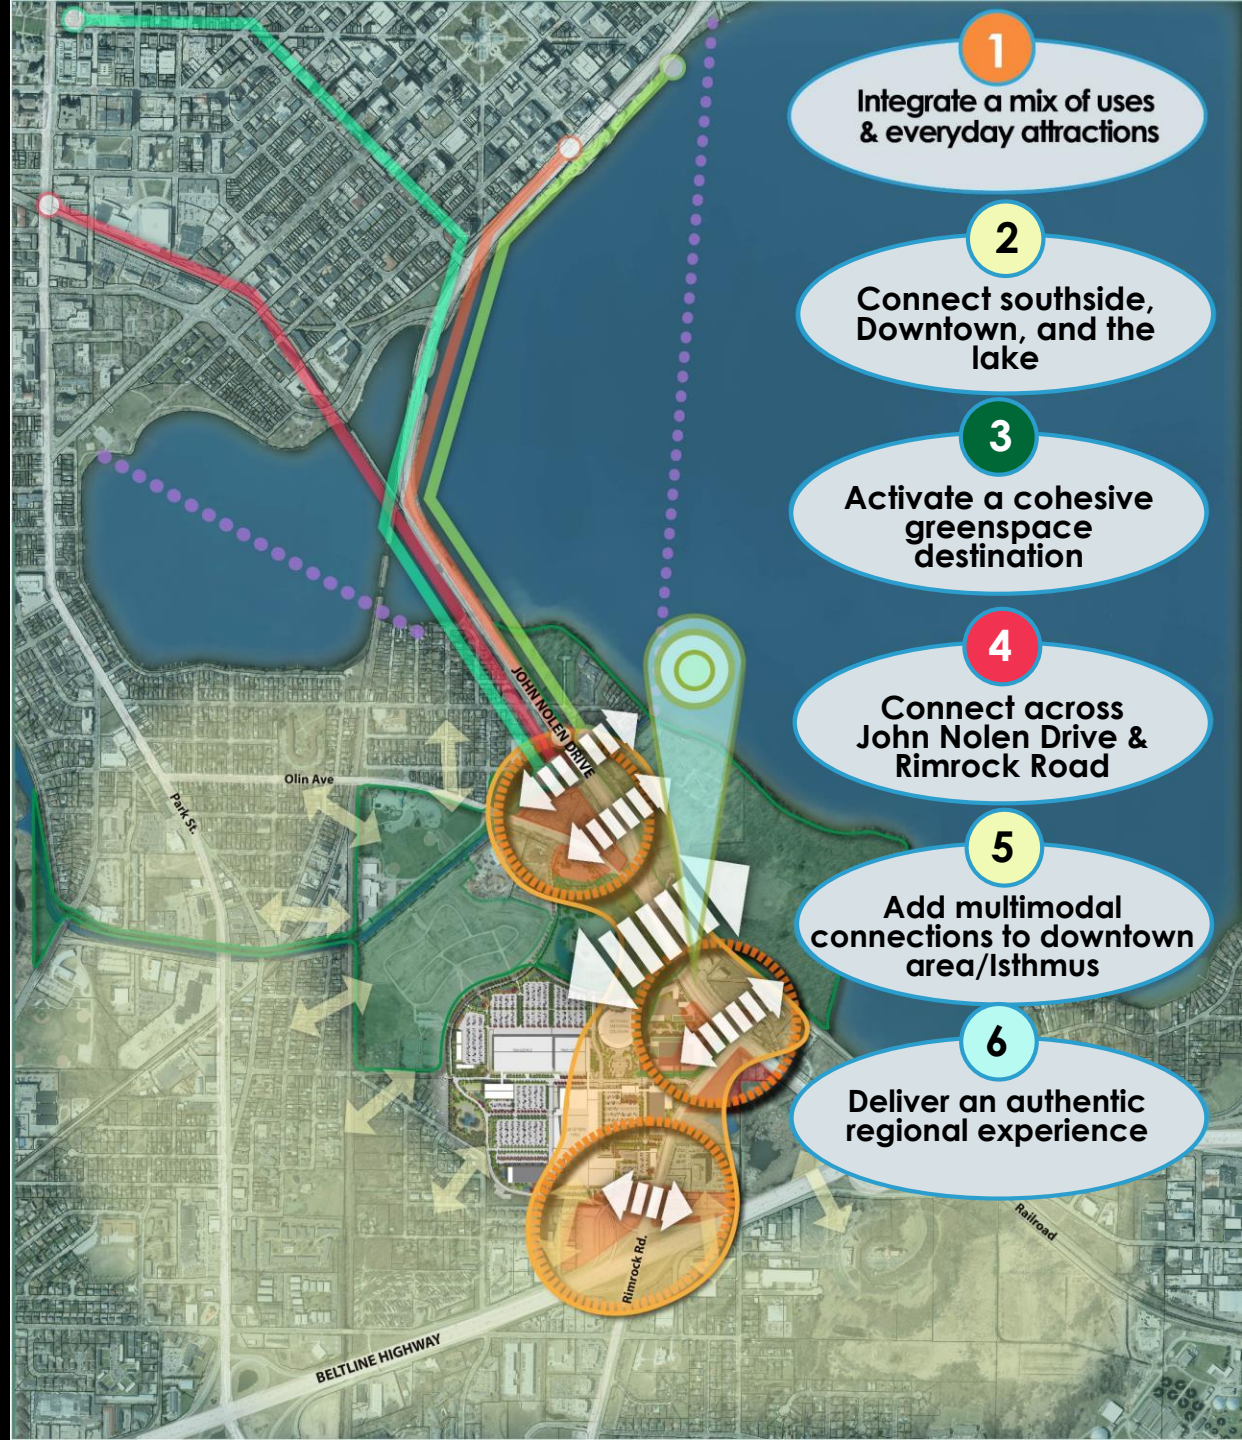 1
Integrate a mix of uses
& everyday attractions
2
Connect southside,
Downtown, and the
lake
3
Activate a cohesive
greenspace
destination
4
Connect across
John Nolen Drive &
Rimrock Road
5
Add multimodal
connections to downtown
area/Isthmus
6
Deliver an authentic
regional experience
JOHN NOLEN DRIVE
Olin Ave
Park St.
Rimrock Rd.
Railroad
BELTLINE HIGHWAY